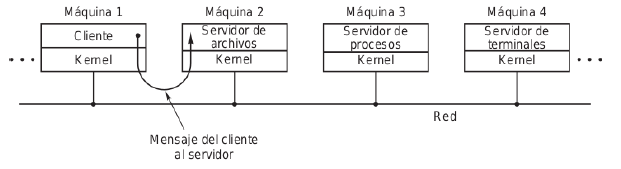 Máquina 1
Máquina 2
Máquina 3
Máquina 4
Cliente
Servidor de
archivos
Servidor de
procesos
Servidor de
terminales
Kernel
Kernel
Kernel
Kernel
Red
Mensaje del cliente
al servidor